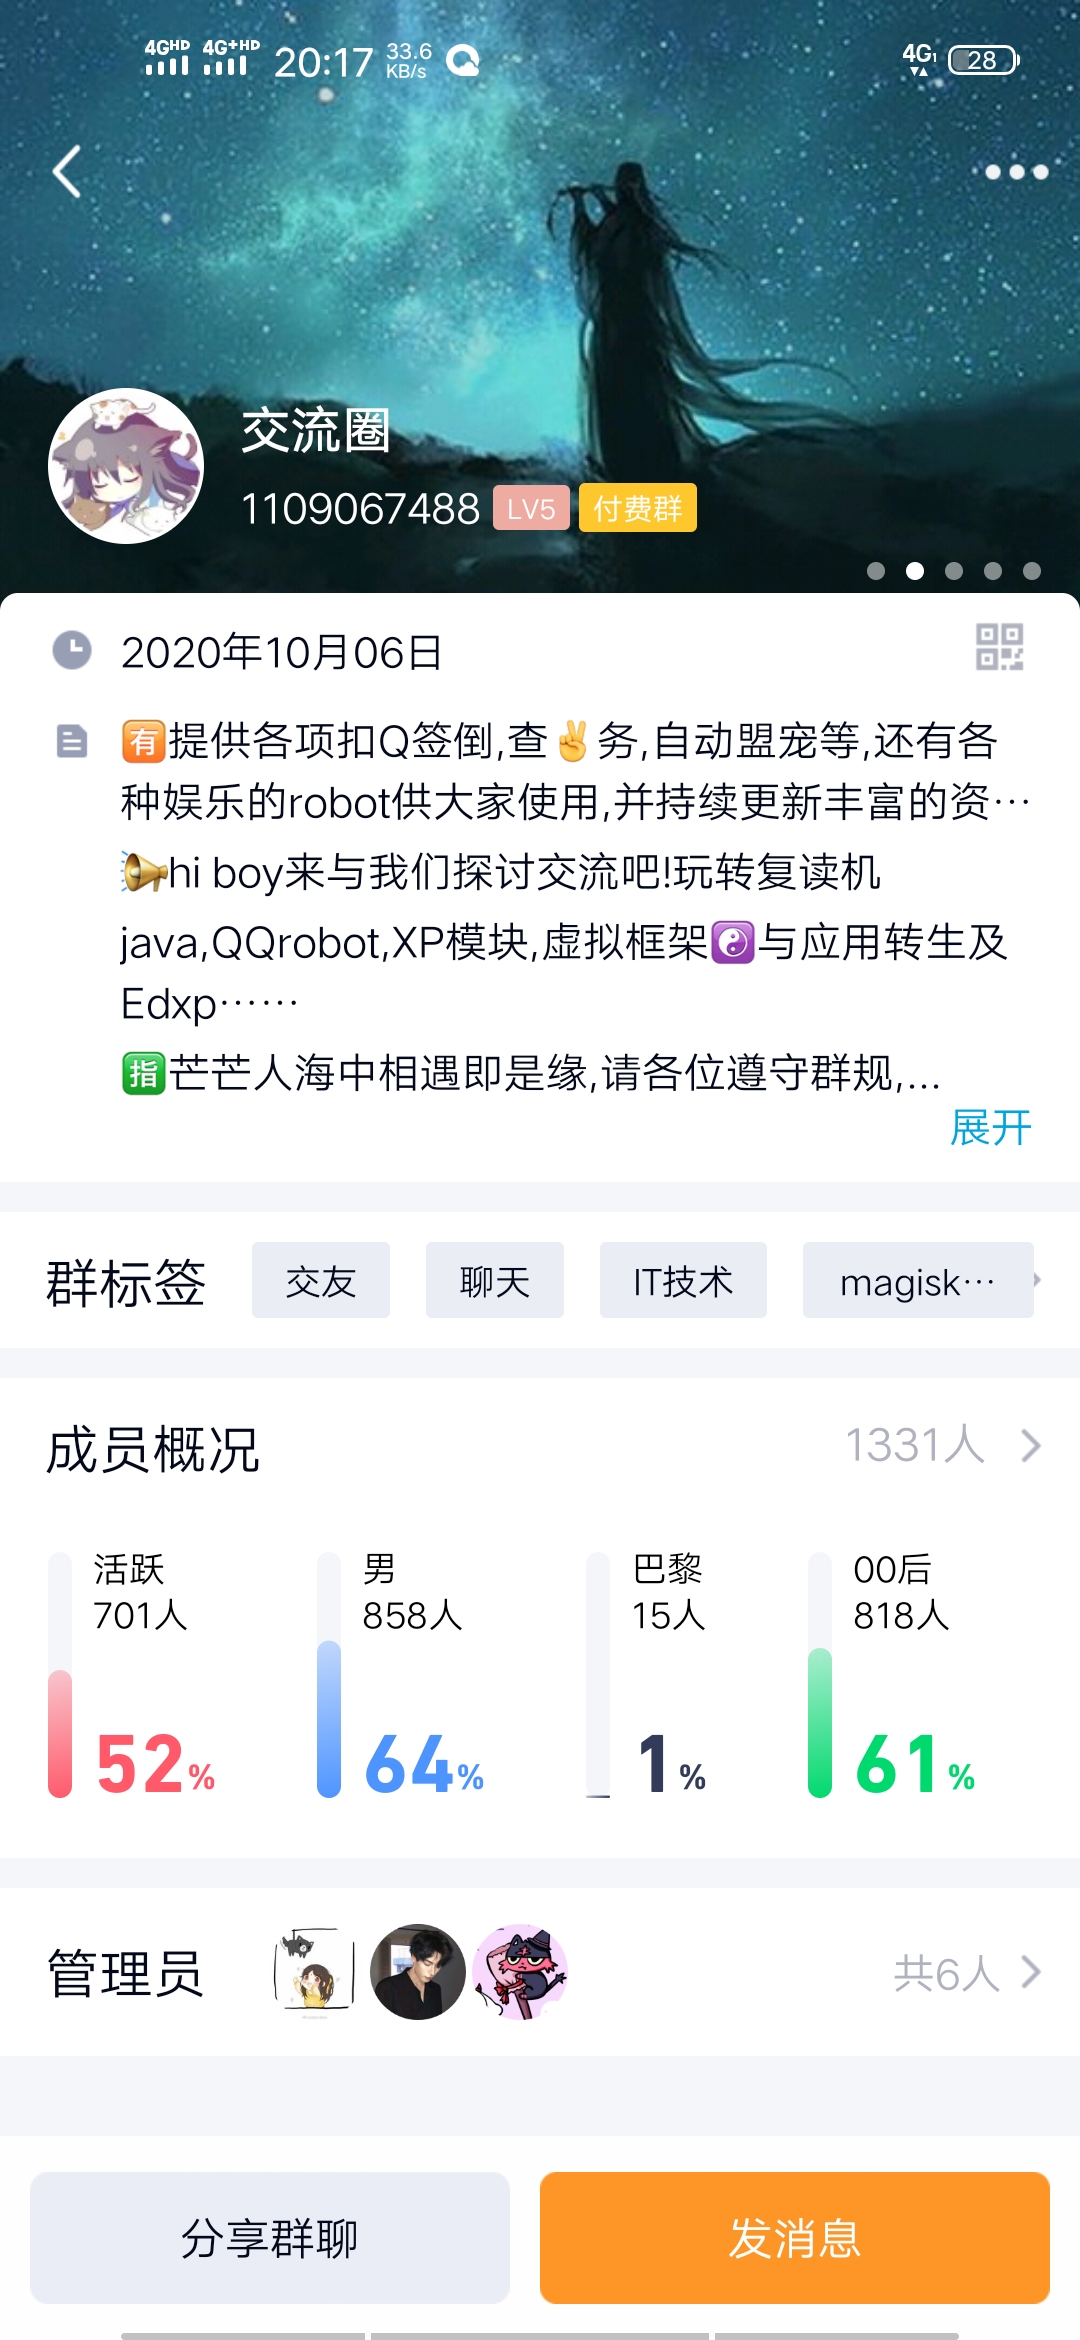 4GHD 4G+HD 20:17 33.6 KB/s 4G 28
交流圈
1109067488 LV5 付费群
2020年10月06日
🈶提供各项扣Q签倒,查✌️务,自动盟宠等,还有各
种娱乐的robot供大家使用,并持续更新丰富的资…
📢hi boy来与我们探讨交流吧!玩转复读机
java,QQrobot,XP模块,虚拟框架☯️与应用转生及
Edxp……
🈯芒芒人海中相遇即是缘,请各位遵守群规,...
展开
群标签 交友 聊天 IT技术 magisk…
成员概况 1331人
活跃 男 巴黎 00后
701人 858人 15人 818人
52% 64% 1% 61%
管理员 共6人
分享群聊 发消息